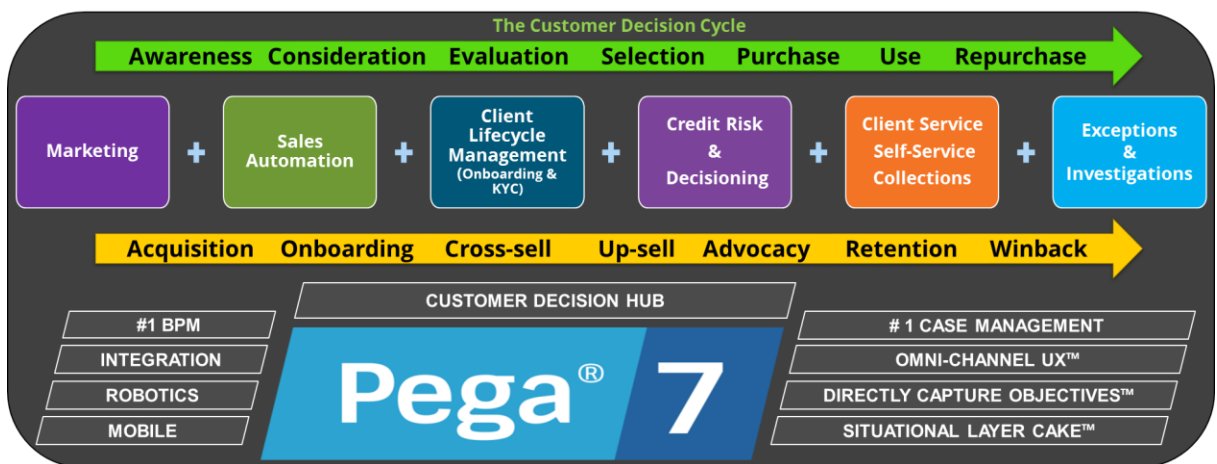 The Customer Decision Cycle
Awareness Consideration Evaluation Selection Purchase Use Repurchase
Marketing
+
Sales
Automation
+
Client
Lifecycle
Management
(Onboarding &
KYC)
+
Credit Risk
&
Decisioning
+
Client Service
Self-Service
Collections
+
Exceptions
&
Investigations
Acquisition Onboarding Cross-sell Up-sell Advocacy Retention Winback
CUSTOMER DECISION HUB
#1 BPM
INTEGRATION
ROBOTICS
MOBILE
Pega® 7
# 1 CASE MANAGEMENT
OMNI-CHANNEL UX™
DIRECTLY CAPTURE OBJECTIVES™
SITUATIONAL LAYER CAKE™